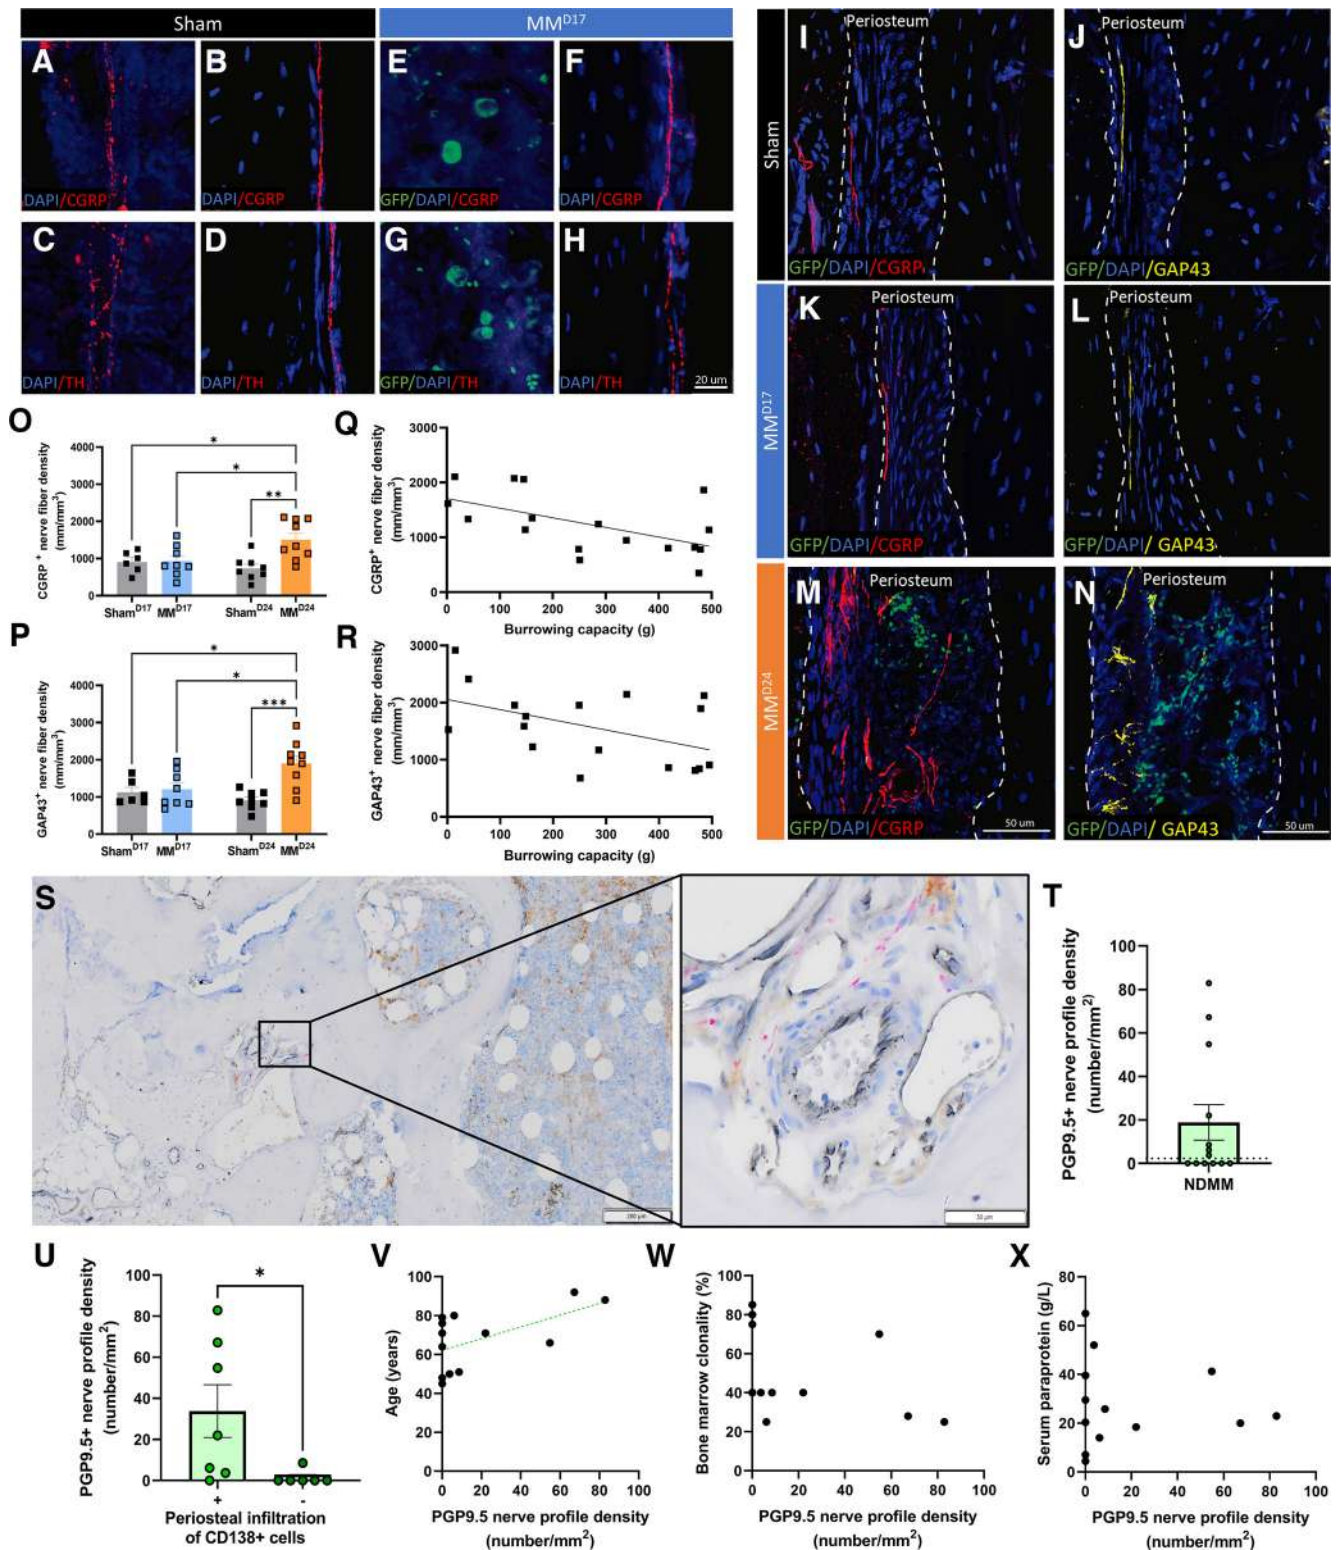 Sham
MM^D17
A
DAPI/CGRP
B
DAPI/CGRP
E
GFP/DAPI/CGRP
F
DAPI/CGRP
C
DAPI/TH
D
DAPI/TH
G
GFP/DAPI/TH
H
DAPI/TH
20 um
Sham
MM^D17
MM^D24
I
Periosteum
GFP/DAPI/CGRP
J
Periosteum
GFP/DAPI/GAP43
K
Periosteum
GFP/DAPI/CGRP
L
Periosteum
GFP/DAPI/ GAP43
M
Periosteum
GFP/DAPI/CGRP
50 um
N
Periosteum
GFP/DAPI/ GAP43
50 um
O
CGRP+ nerve fiber density
(mm/mm³)
4000
3000
2000
1000
0
*
*
**
Sham^D17
MM^D17
Sham^D24
MM^D24
Q
CGRP+ nerve fiber density
(mm/mm³)
3000
2000
1000
0
0 100 200 300 400 500
Burrowing capacity (g)
P
GAP43+ nerve fiber density
(mm/mm³)
4000
3000
2000
1000
0
*
*
***
Sham^D17
MM^D17
Sham^D24
MM^D24
R
GAP43+ nerve fiber density
(mm/mm³)
3000
2000
1000
0
0 100 200 300 400 500
Burrowing capacity (g)
S
200 µm
T
PGP9.5+ nerve profile density
(number/mm²)
100
80
60
40
20
0
NDMM
U
PGP9.5+ nerve profile density
(number/mm²)
100
80
60
40
20
0
*
+ -
Periosteal infiltration
of CD138+ cells
V
Age (years)
100
80
60
40
20
0
0 20 40 60 80 100
PGP9.5 nerve profile density
(number/mm²)
W
Bone marrow clonality (%)
100
80
60
40
20
0
0 20 40 60 80 100
PGP9.5 nerve profile density
(number/mm²)
X
Serum paraprotein (g/L)
80
60
40
20
0
0 20 40 60 80 100
PGP9.5 nerve profile density
(number/mm²)